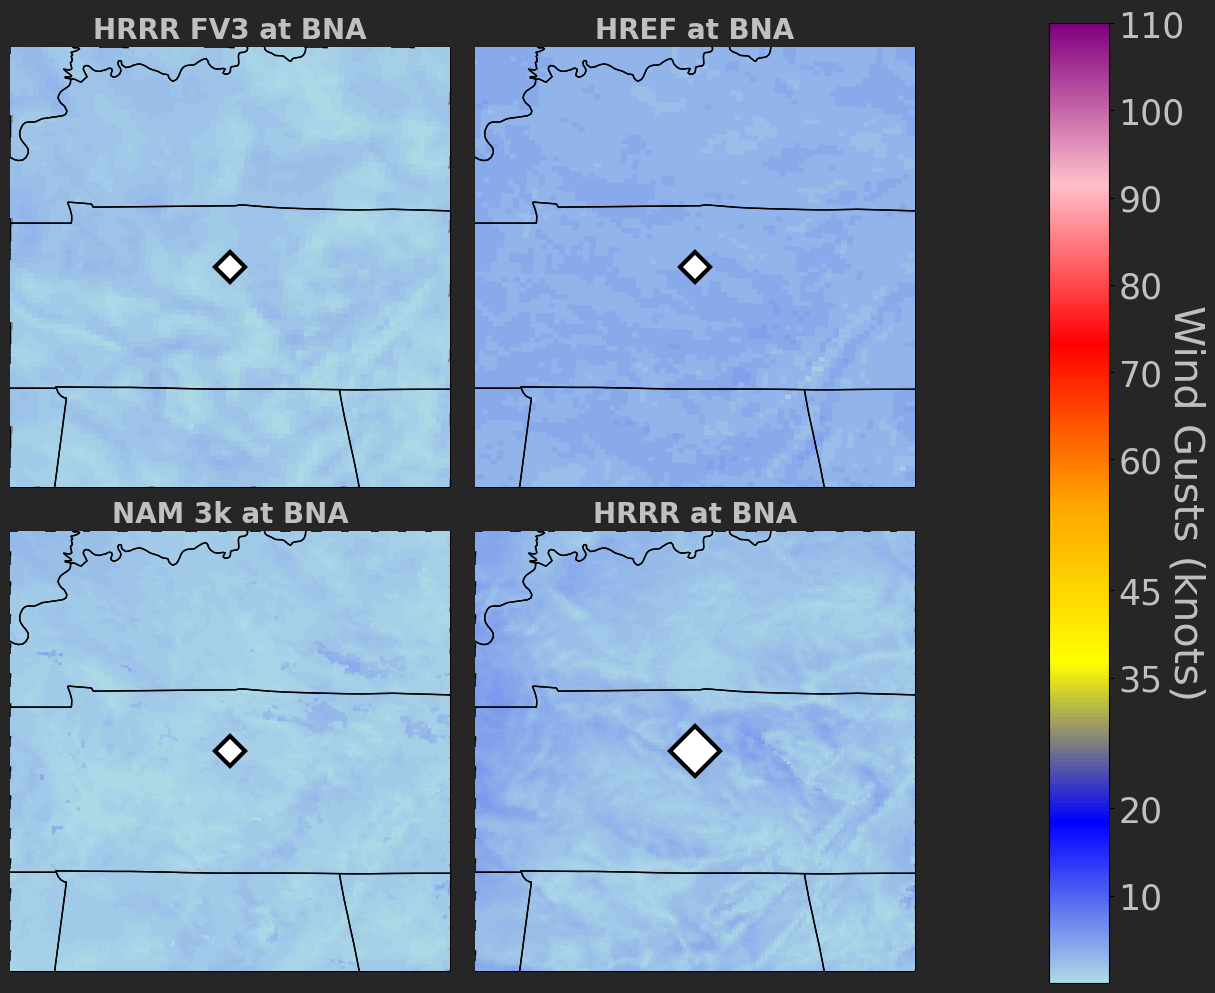 HRRR FV3 at BNA
HREF at BNA
NAM 3k at BNA
HRRR at BNA
110
100
90
80
70
60
45
35
20
10
Wind Gusts (knots)